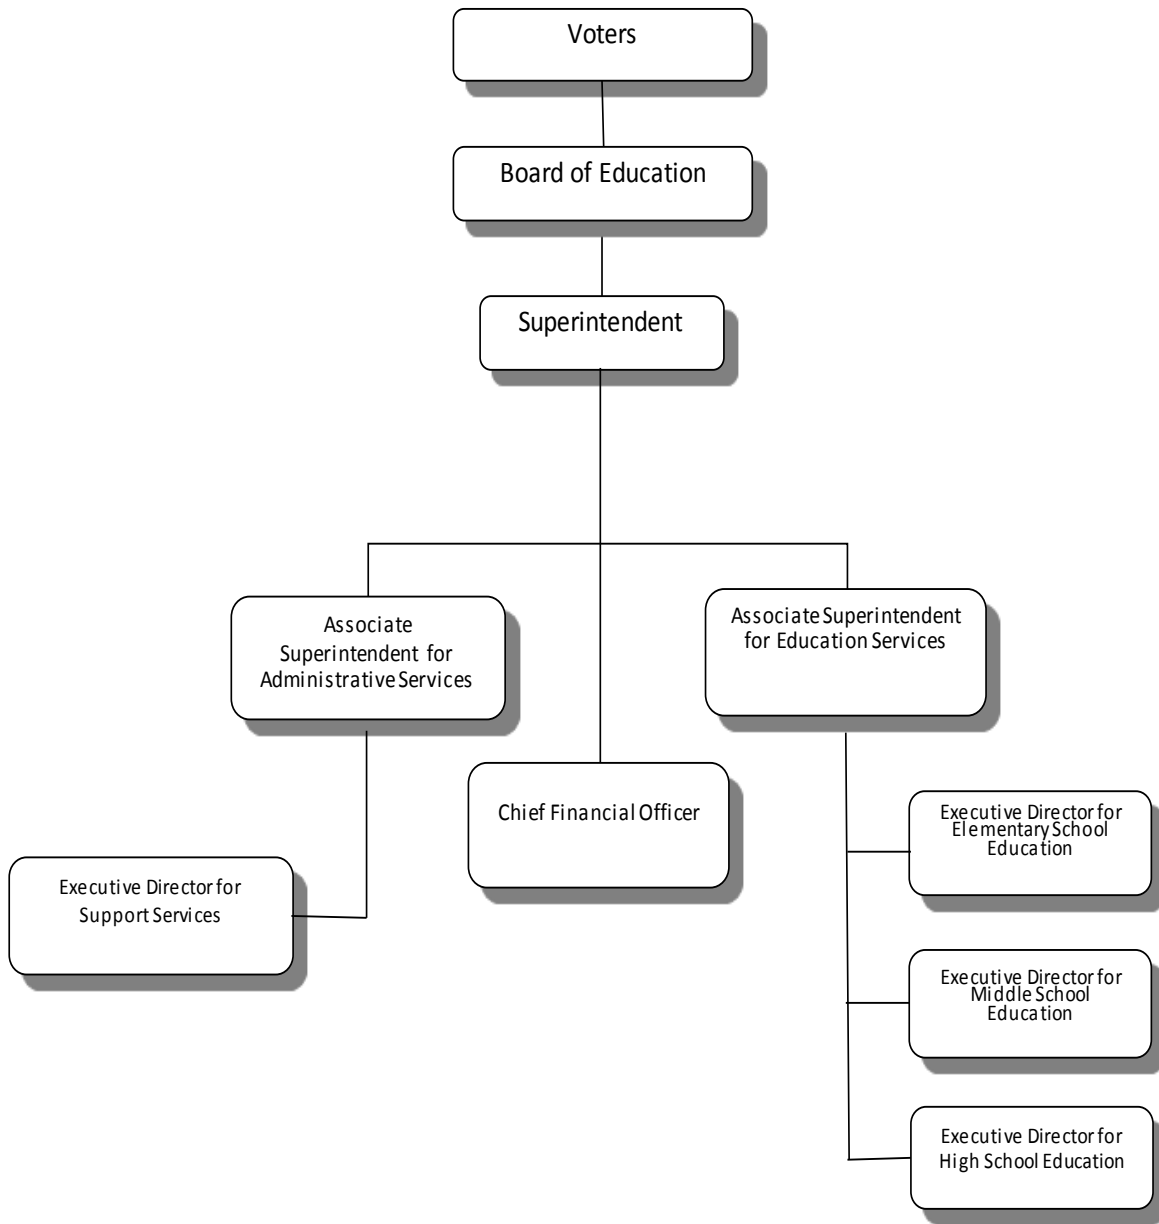 Voters
Board of Education
Superintendent
Associate
Superintendent for
Administrative Services
Associate Superintendent
for Education Services
Chief Financial Officer
Executive Director for
Support Services
Executive Director for
Elementary School
Education
Executive Director for
Middle School
Education
Executive Director for
High School Education